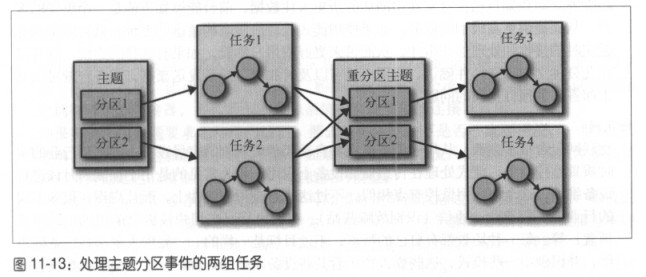 任务1
任务3
主题
重分区主题
分区1
分区1
分区2
分区2
任务2
任务4
图 11-13：处理主题分区事件的两组任务